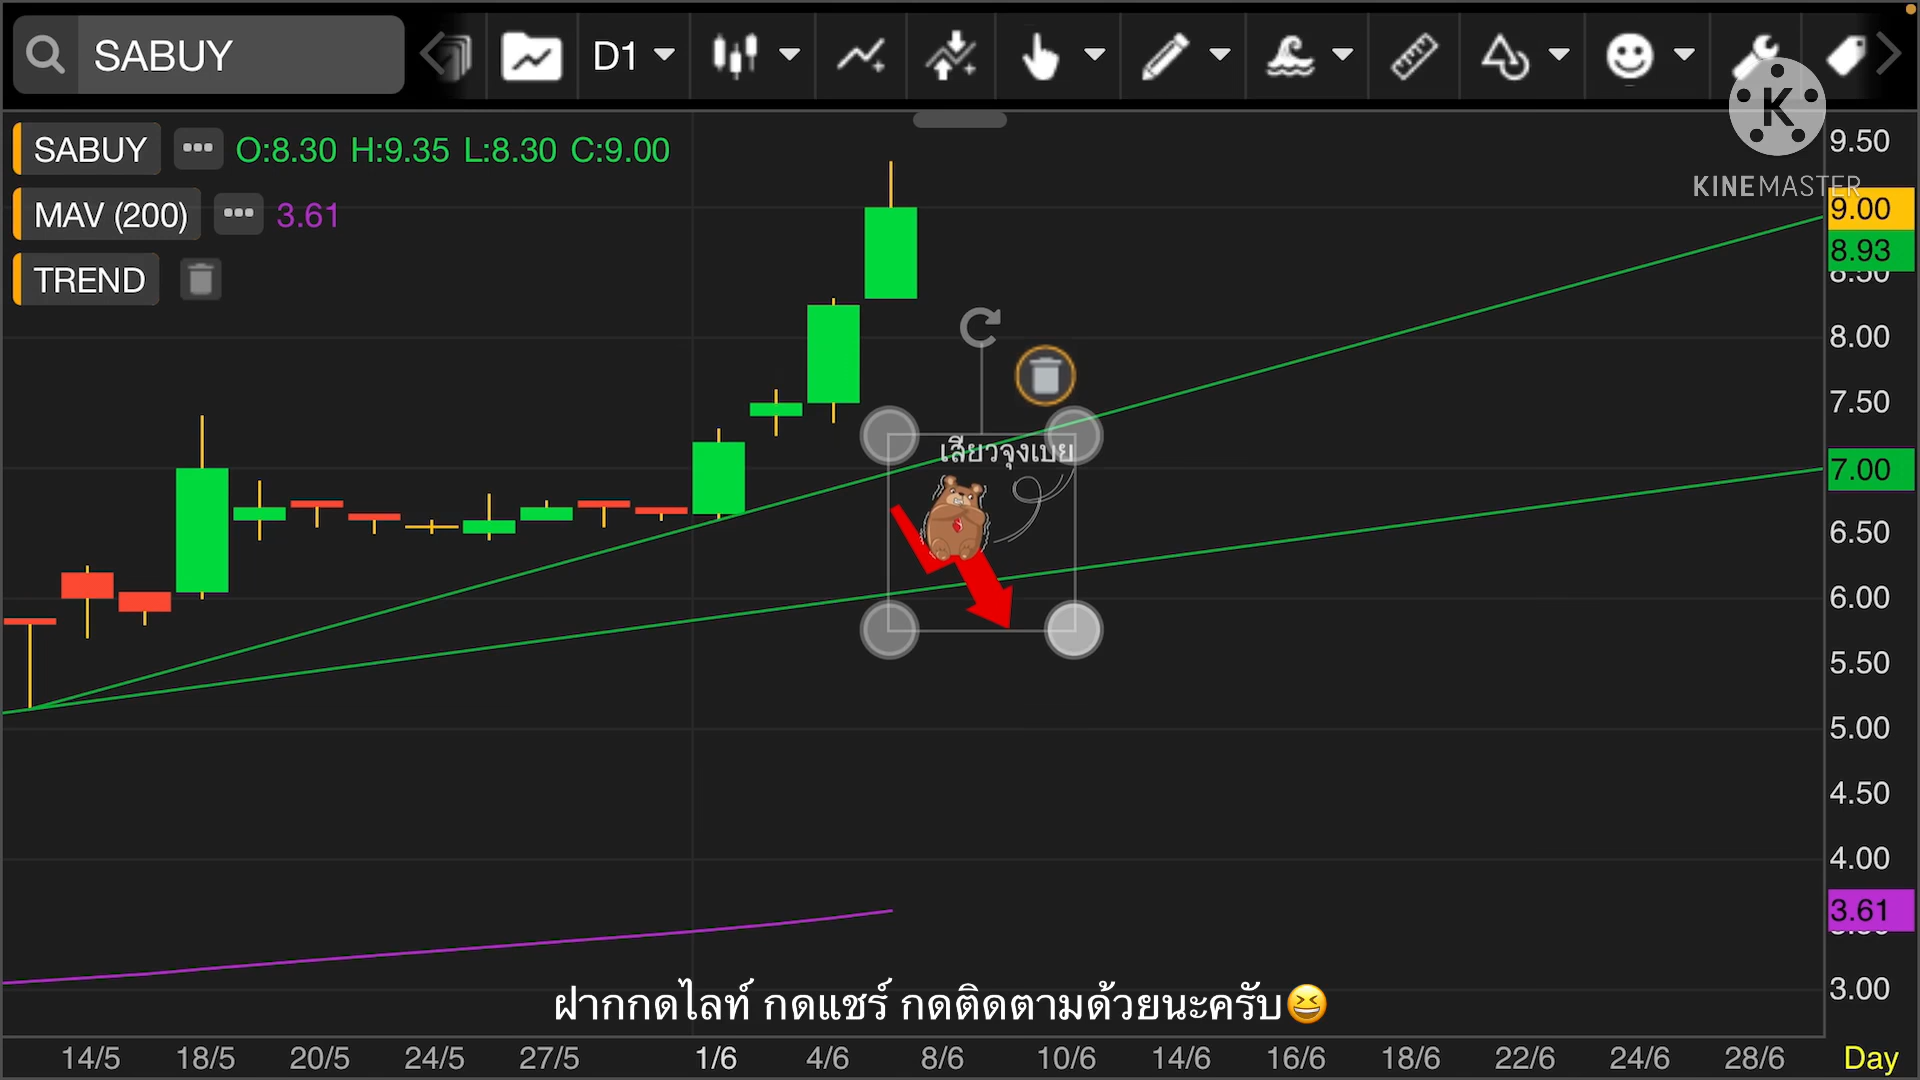 SABUY D1
K
KINEMASTER
SABUY O:8.30 H:9.35 L:8.30 C:9.00
MAV (200) 3.61
TREND
เสียวจุงเบย
9.50
9.00
8.93
8.50
8.00
7.50
7.00
6.50
6.00
5.50
5.00
4.50
4.00
3.61
3.00
ฝากกดไลท์ กดแชร์ กดติดตามด้วยนะครับ😆
14/5 18/5 20/5 24/5 27/5 1/6 4/6 8/6 10/6 14/6 16/6 18/6 22/6 24/6 28/6 Day